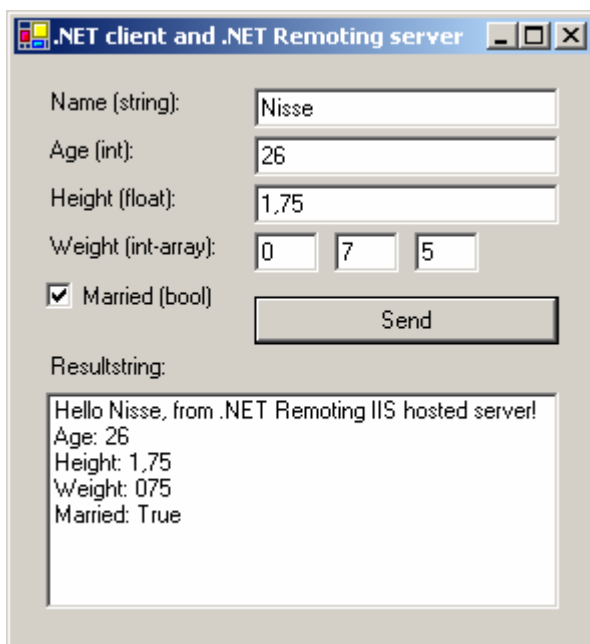 .NET client and .NET Remoting server
Name (string): Nisse
Age (int): 26
Height (float): 1,75
Weight (int-array): 0 7 5
Married (bool)
Send
Resultstring:
Hello Nisse, from .NET Remoting IIS hosted server!
Age: 26
Height: 1,75
Weight: 075
Married: True